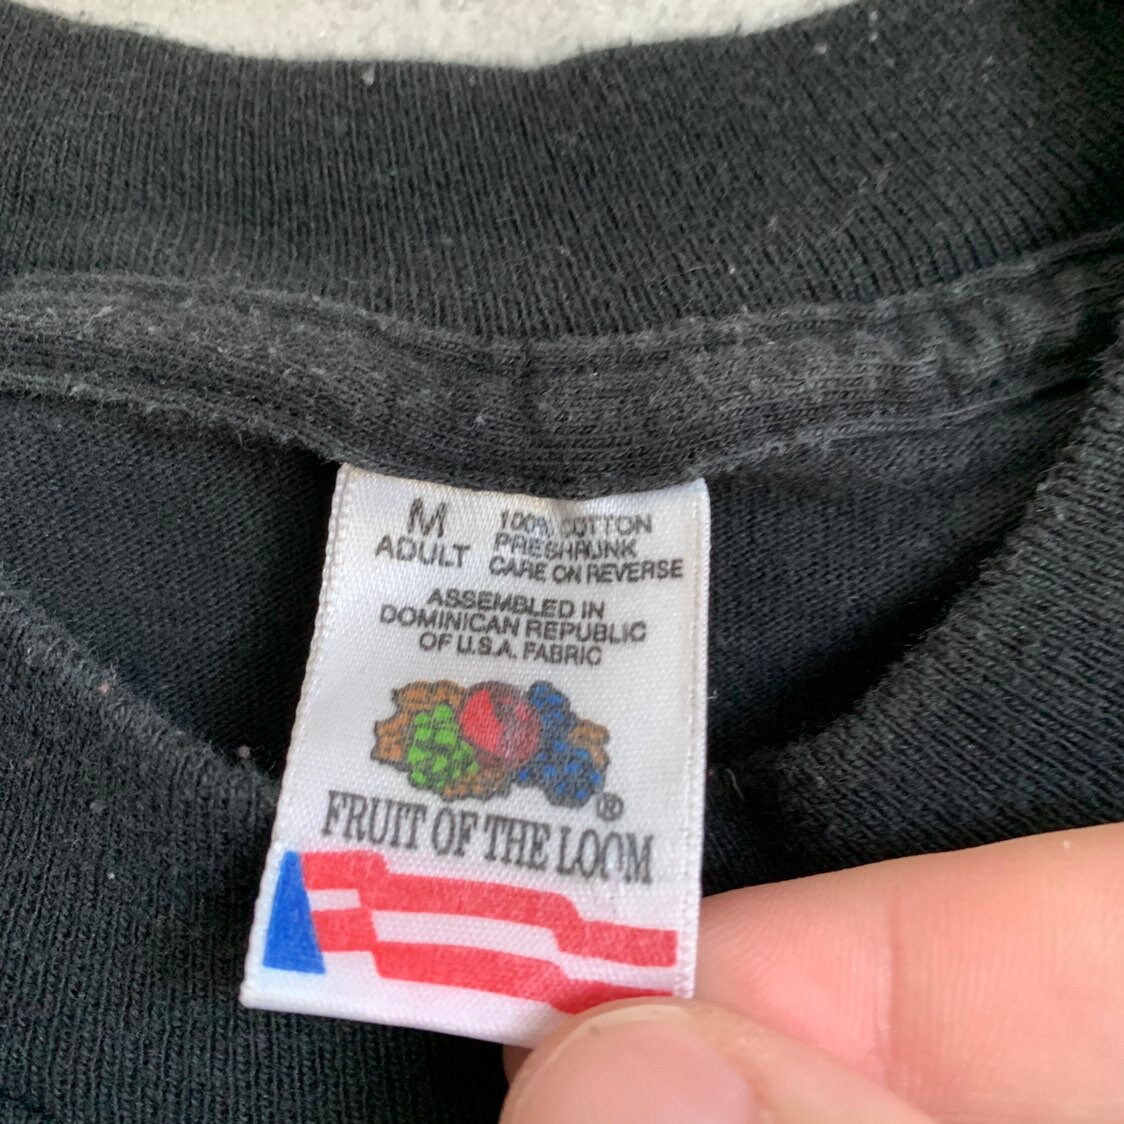 M
ADULT
100% COTTON
PRESHRUNK
CARE ON REVERSE
ASSEMBLED IN
DOMINICAN REPUBLIC
OF U.S.A. FABRIC
®
FRUIT OF THE LOOM